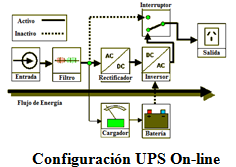 Interruptor
Activo
Inactivo
AC
DC
DC
AC
Salida
Entrada
Filtro
Rectificador
Inversor
Flujo de Energía
Cargador
Batería
Configuración UPS On-line